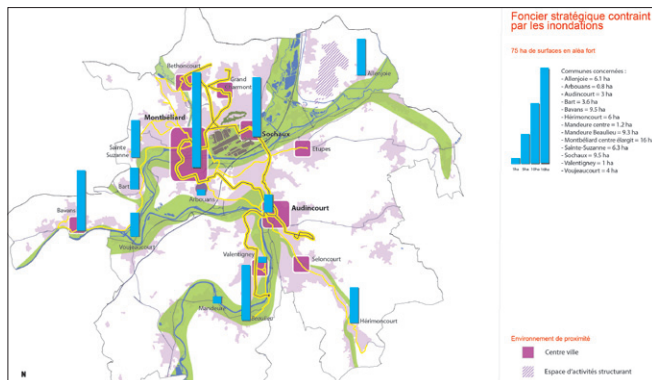 Foncier stratégique contraint
par les inondations
75 ha de surfaces en aléa fort
Communes concernées :
- Allenjoie = 6.1 ha
- Arbouans = 0.8 ha
- Audincourt = 3 ha
- Bart = 3.6 ha
- Bavans = 9.5 ha
- Hérimoncourt = 6 ha
- Mandeure centre = 1.2 ha
- Mandeure Beaulieu = 9.3 ha
- Montbéliard centre élargit = 16 ha
- Sainte-Suzanne = 6.3 ha
- Sochaux = 9.5 ha
- Valentigney = 1 ha
- Voujeaucourt = 4 ha
Bethoncourt
Grand
Charmont
Allenjoie
Montbéliard
Sochaux
Sainte
Suzanne
Etupes
Bart
Arbouans
Bavans
Audincourt
Voujeaucourt
Valentigney
Seloncourt
Mandeure
Beaulieu
Hérimoncourt
Environnement de proximité
Centre ville
Espace d'activités structurant
N